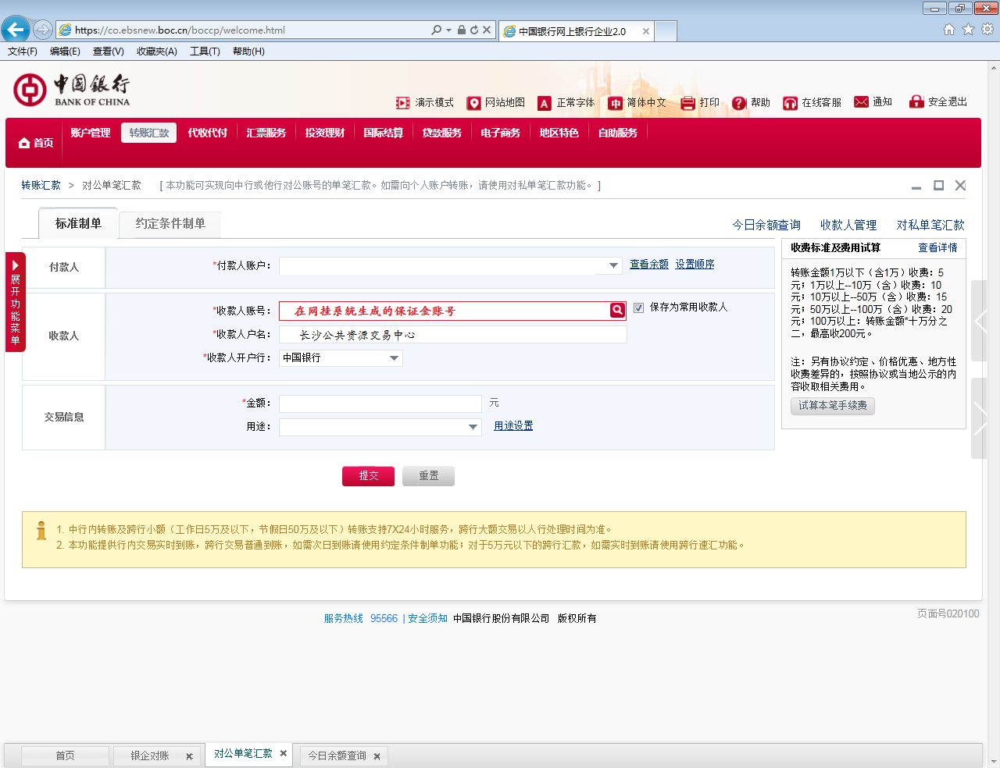 https://co.ebsnew.boc.cn/boccp/welcome.html
中国银行网上银行企业2.0
文件(F) 编辑(E) 查看(V) 收藏夹(A) 工具(T) 帮助(H)
中国银行
BANK OF CHINA
演示模式 网站地图 A 正常字体 中 简体中文 打印 ? 帮助 在线客服 通知 安全退出
首页 账户管理 转账汇款 代收代付 汇票服务 投资理财 国际结算 贷款服务 电子商务 地区特色 自助服务
转账汇款 > 对公单笔汇款 [ 本功能可实现向中行或他行对公账号的单笔汇款。如需向个人账户转账，请使用对私单笔汇款功能。 ]
标准制单 约定条件制单
今日余额查询 收款人管理 对私单笔汇款
展开功能菜单
付款人
*付款人账户： 查看余额 设置顺序
收款人
*收款人账号： 在网挂系统生成的保证金账号 保存为常用收款人
*收款人户名： 长沙公共资源交易中心
*收款人开户行： 中国银行
交易信息
*金额： 元
用途： 用途设置
收费标准及费用试算 查看详情
转账金额1万以下（含1万）收费：5
元；1万以上--10万（含）收费：10
元；10万以上--50万（含）收费：15
元；50万以上--100万（含）收费：20
元；100万以上：转账金额*十万分之
二，最高收200元。
注：另有协议约定、价格优惠、地方性
收费差异的，按照协议或当地公示的内
容收取相关费用。
试算本笔手续费
提交 重置
1. 中行内转账及跨行小额（工作日5万及以下，节假日50万及以下）转账支持7X24小时服务，跨行大额交易以人行处理时间为准。
2. 本功能提供行内交易实时到账，跨行交易普通到账，如需次日到账请使用约定条件制单功能；对于5万元以下的跨行汇款，如需实时到账请使用跨行速汇功能。
服务热线 95566 | 安全须知 中国银行股份有限公司 版权所有
页面号020100
首页 银企对账 对公单笔汇款 今日余额查询